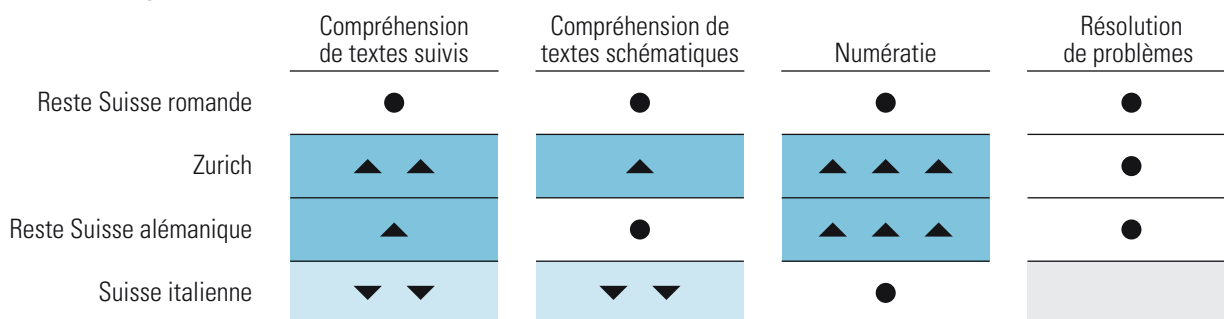 Compréhension
de textes suivis
Compréhension de
textes schématiques
Numératie
Résolution
de problèmes
Reste Suisse romande
Zurich
Reste Suisse alémanique
Suisse italienne